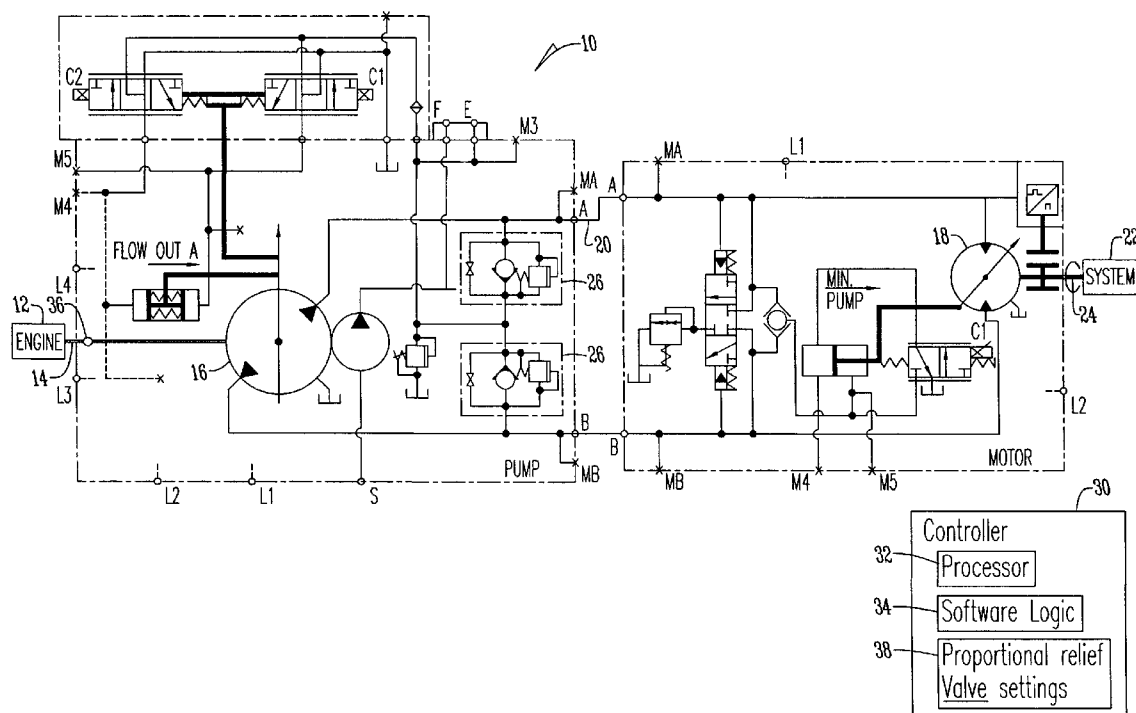 10
C2
C1
F
E
M3
M5
M4
MA
A
20
FLOW OUT A
L4
12
36
ENGINE
14
16
L3
26
26
B
PUMP
MB
L2
L1
S
MA
L1
A
18
22
SYSTEM
24
MIN.
PUMP
C1
L2
B
MB
M4
M5
MOTOR
30
Controller
32
Processor
34
Software Logic
38
Proportional relief
Valve settings